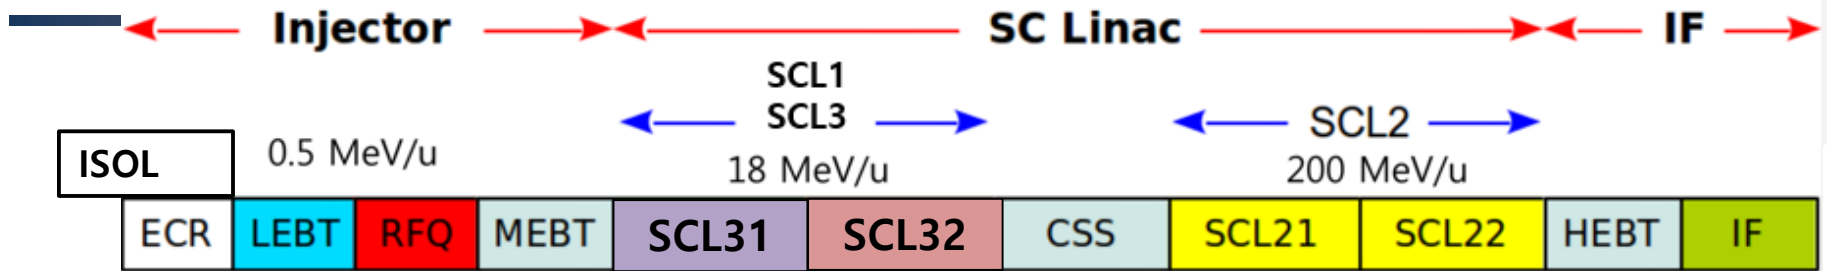 Injector SC Linac IF
SCL1
SCL3 SCL2
ISOL 0.5 MeV/u 18 MeV/u 200 MeV/u
ECR LEBT RFQ MEBT SCL31 SCL32 CSS SCL21 SCL22 HEBT IF